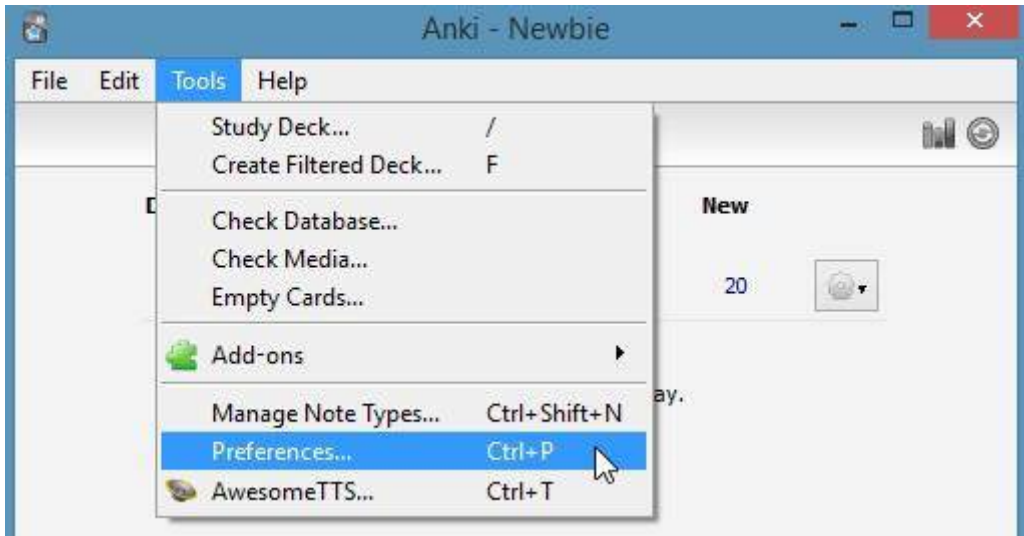 Anki - Newbie
File Edit Tools Help
Study Deck... /
Create Filtered Deck... F
New
Check Database...
Check Media...
20
Empty Cards...
Add-ons
ay.
Manage Note Types... Ctrl+Shift+N
Preferences... Ctrl+P
AwesomeTTS... Ctrl+T